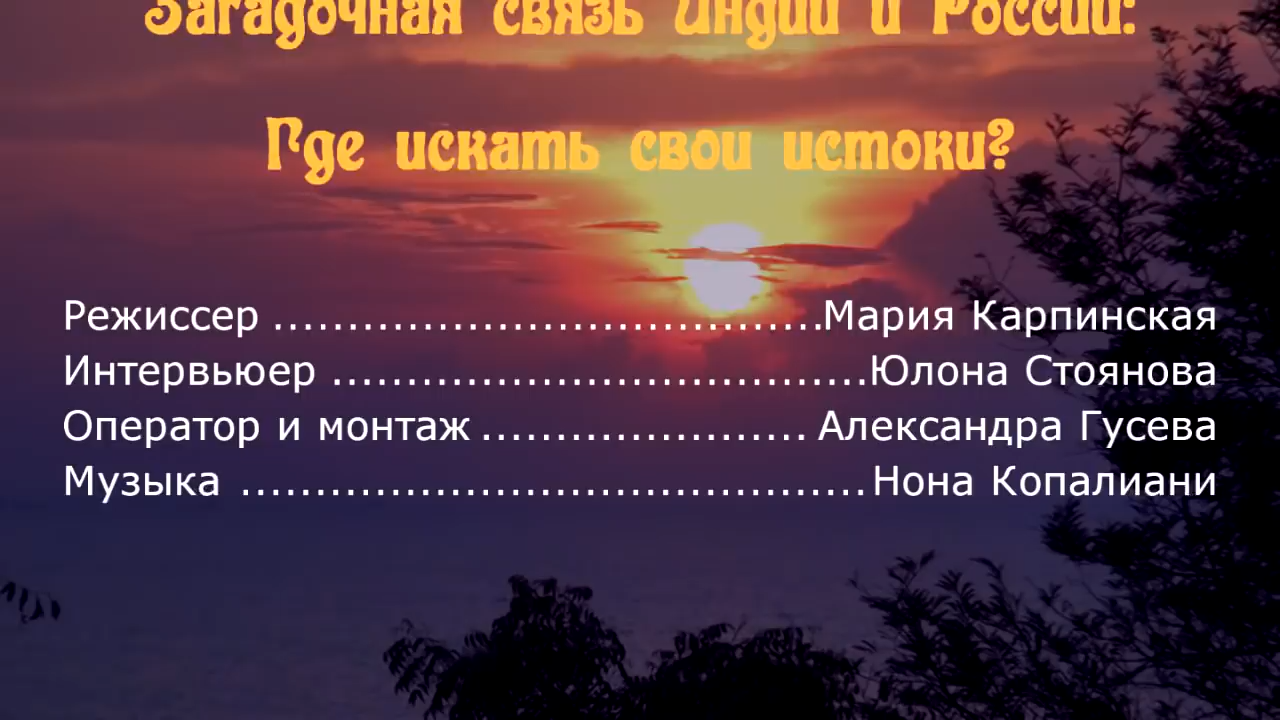 Загадочная связь Индии и России:
Где искать свои истоки?
Режиссер .....................................Мария Карпинская
Интервьюер ....................................Юлона Стоянова
Оператор и монтаж ...................... Александра Гусева
Музыка ..........................................Нона Копалиани